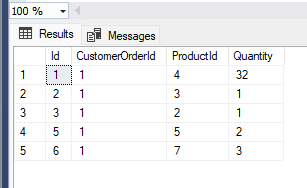 100 %
Results Messages
Id CustomerOrderId ProductId Quantity
1 1 1 4 32
2 2 1 3 1
3 3 1 2 1
4 5 1 5 2
5 6 1 7 3